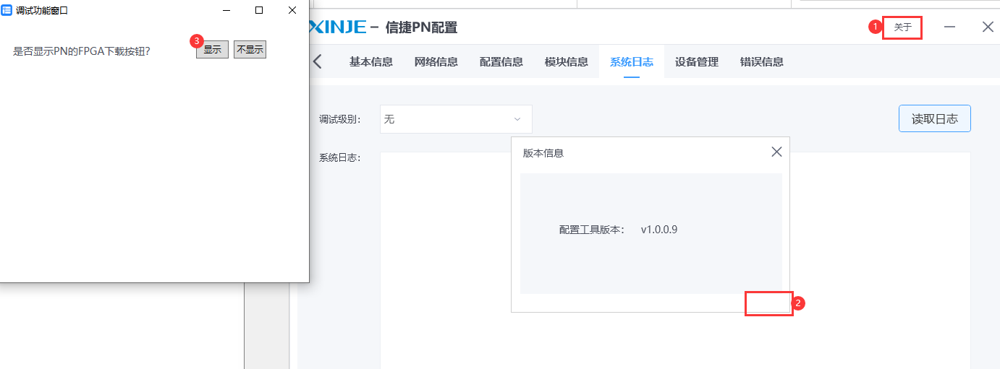 调试功能窗口
是否显示PN的FPGA下载按钮?
3
显示
不显示
XINJE – 信捷PN配置
1
关于
基本信息
网络信息
配置信息
模块信息
系统日志
设备管理
错误信息
调试级别：
无
读取日志
系统日志：
版本信息
配置工具版本： v1.0.0.9
2